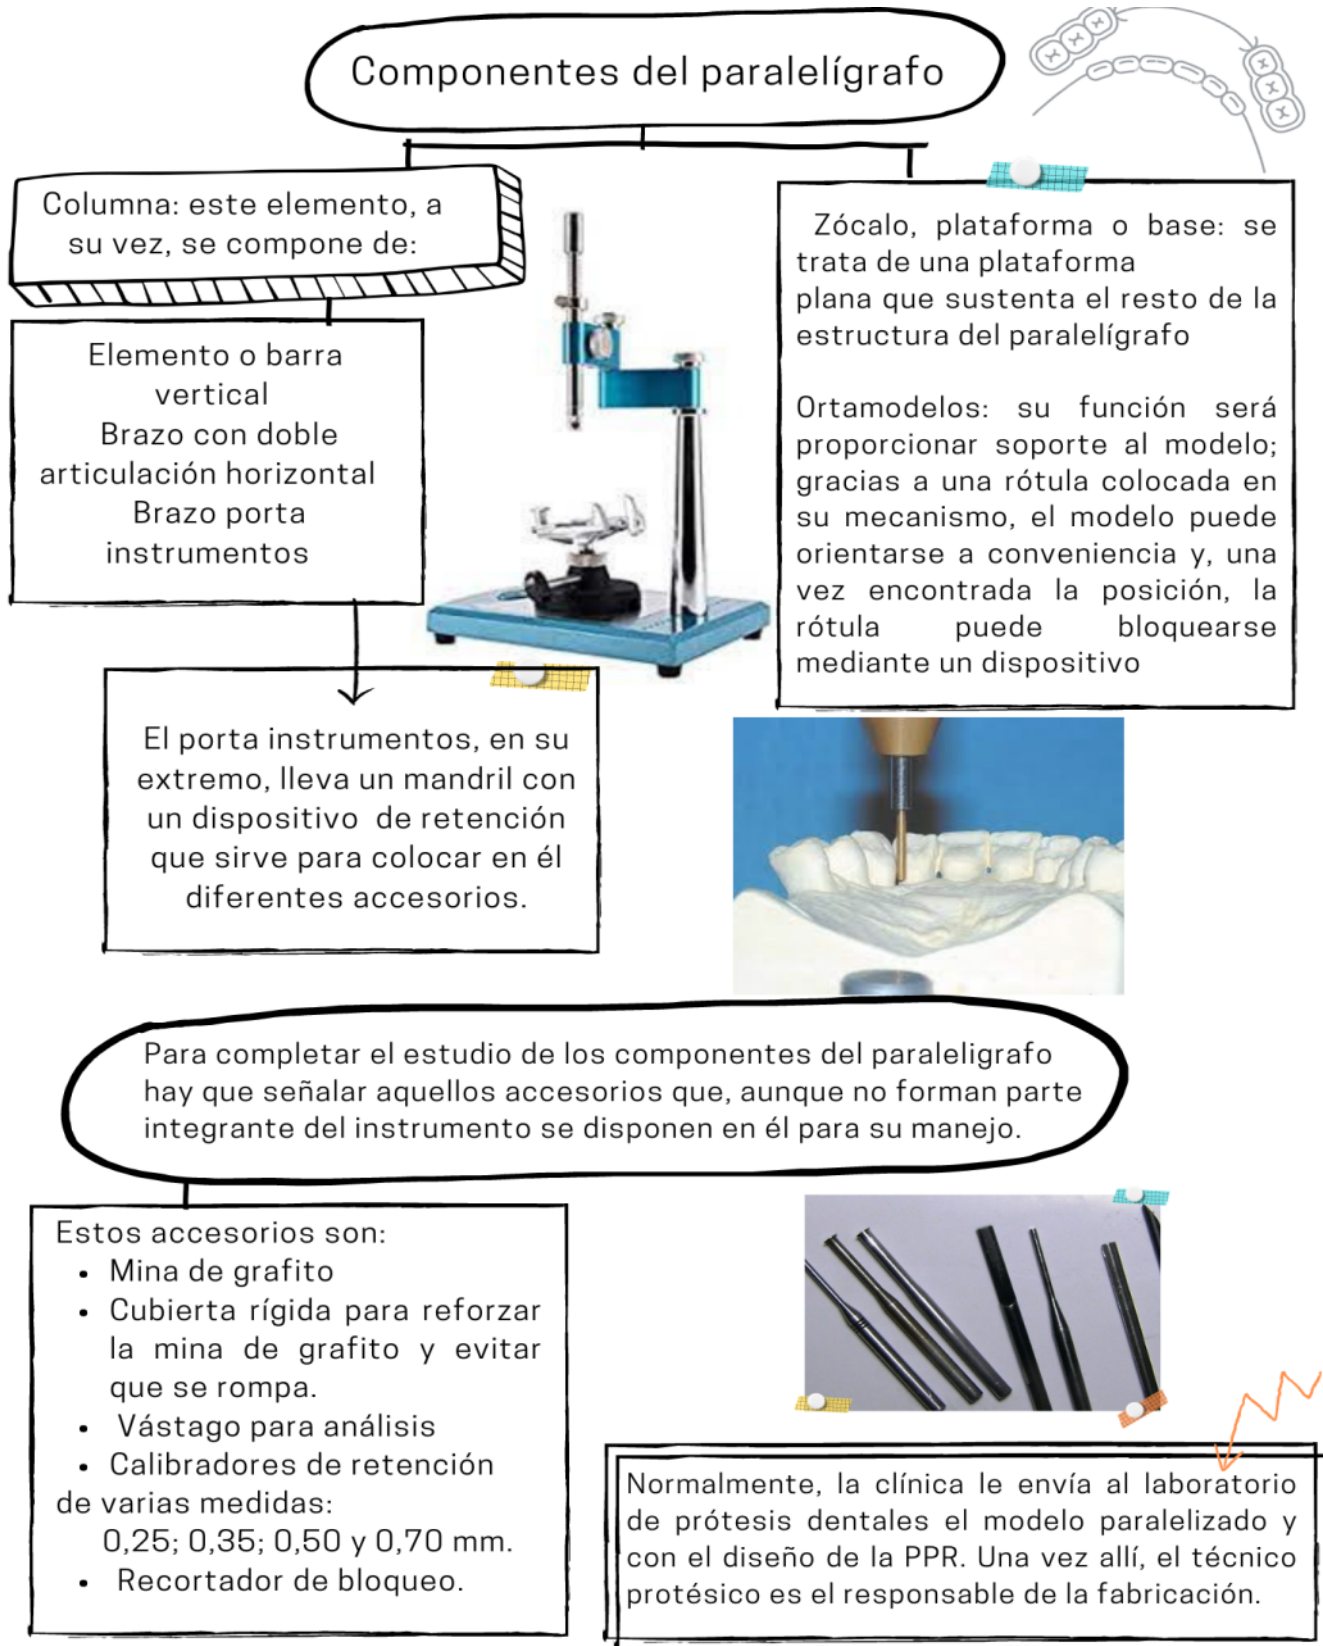 Componentes del paralelígrafo
Columna: este elemento, a
su vez, se compone de:
Elemento o barra
vertical
Brazo con doble
articulación horizontal
Brazo porta
instrumentos
Zócalo, plataforma o base: se
trata de una plataforma
plana que sustenta el resto de la
estructura del paralelígrafo
Ortamodelos: su función será
proporcionar soporte al modelo;
gracias a una rótula colocada en
su mecanismo, el modelo puede
orientarse a conveniencia y, una
vez encontrada la posición, la
rótula puede bloquearse
mediante un dispositivo
El porta instrumentos, en su
extremo, lleva un mandril con
un dispositivo de retención
que sirve para colocar en él
diferentes accesorios.
Para completar el estudio de los componentes del paraleligrafo
hay que señalar aquellos accesorios que, aunque no forman parte
integrante del instrumento se disponen en él para su manejo.
Estos accesorios son:
• Mina de grafito
• Cubierta rígida para reforzar
la mina de grafito y evitar
que se rompa.
• Vástago para análisis
• Calibradores de retención
de varias medidas:
0,25; 0,35; 0,50 y 0,70 mm.
• Recortador de bloqueo.
Normalmente, la clínica le envía al laboratorio
de prótesis dentales el modelo paralelizado y
con el diseño de la PPR. Una vez allí, el técnico
protésico es el responsable de la fabricación.